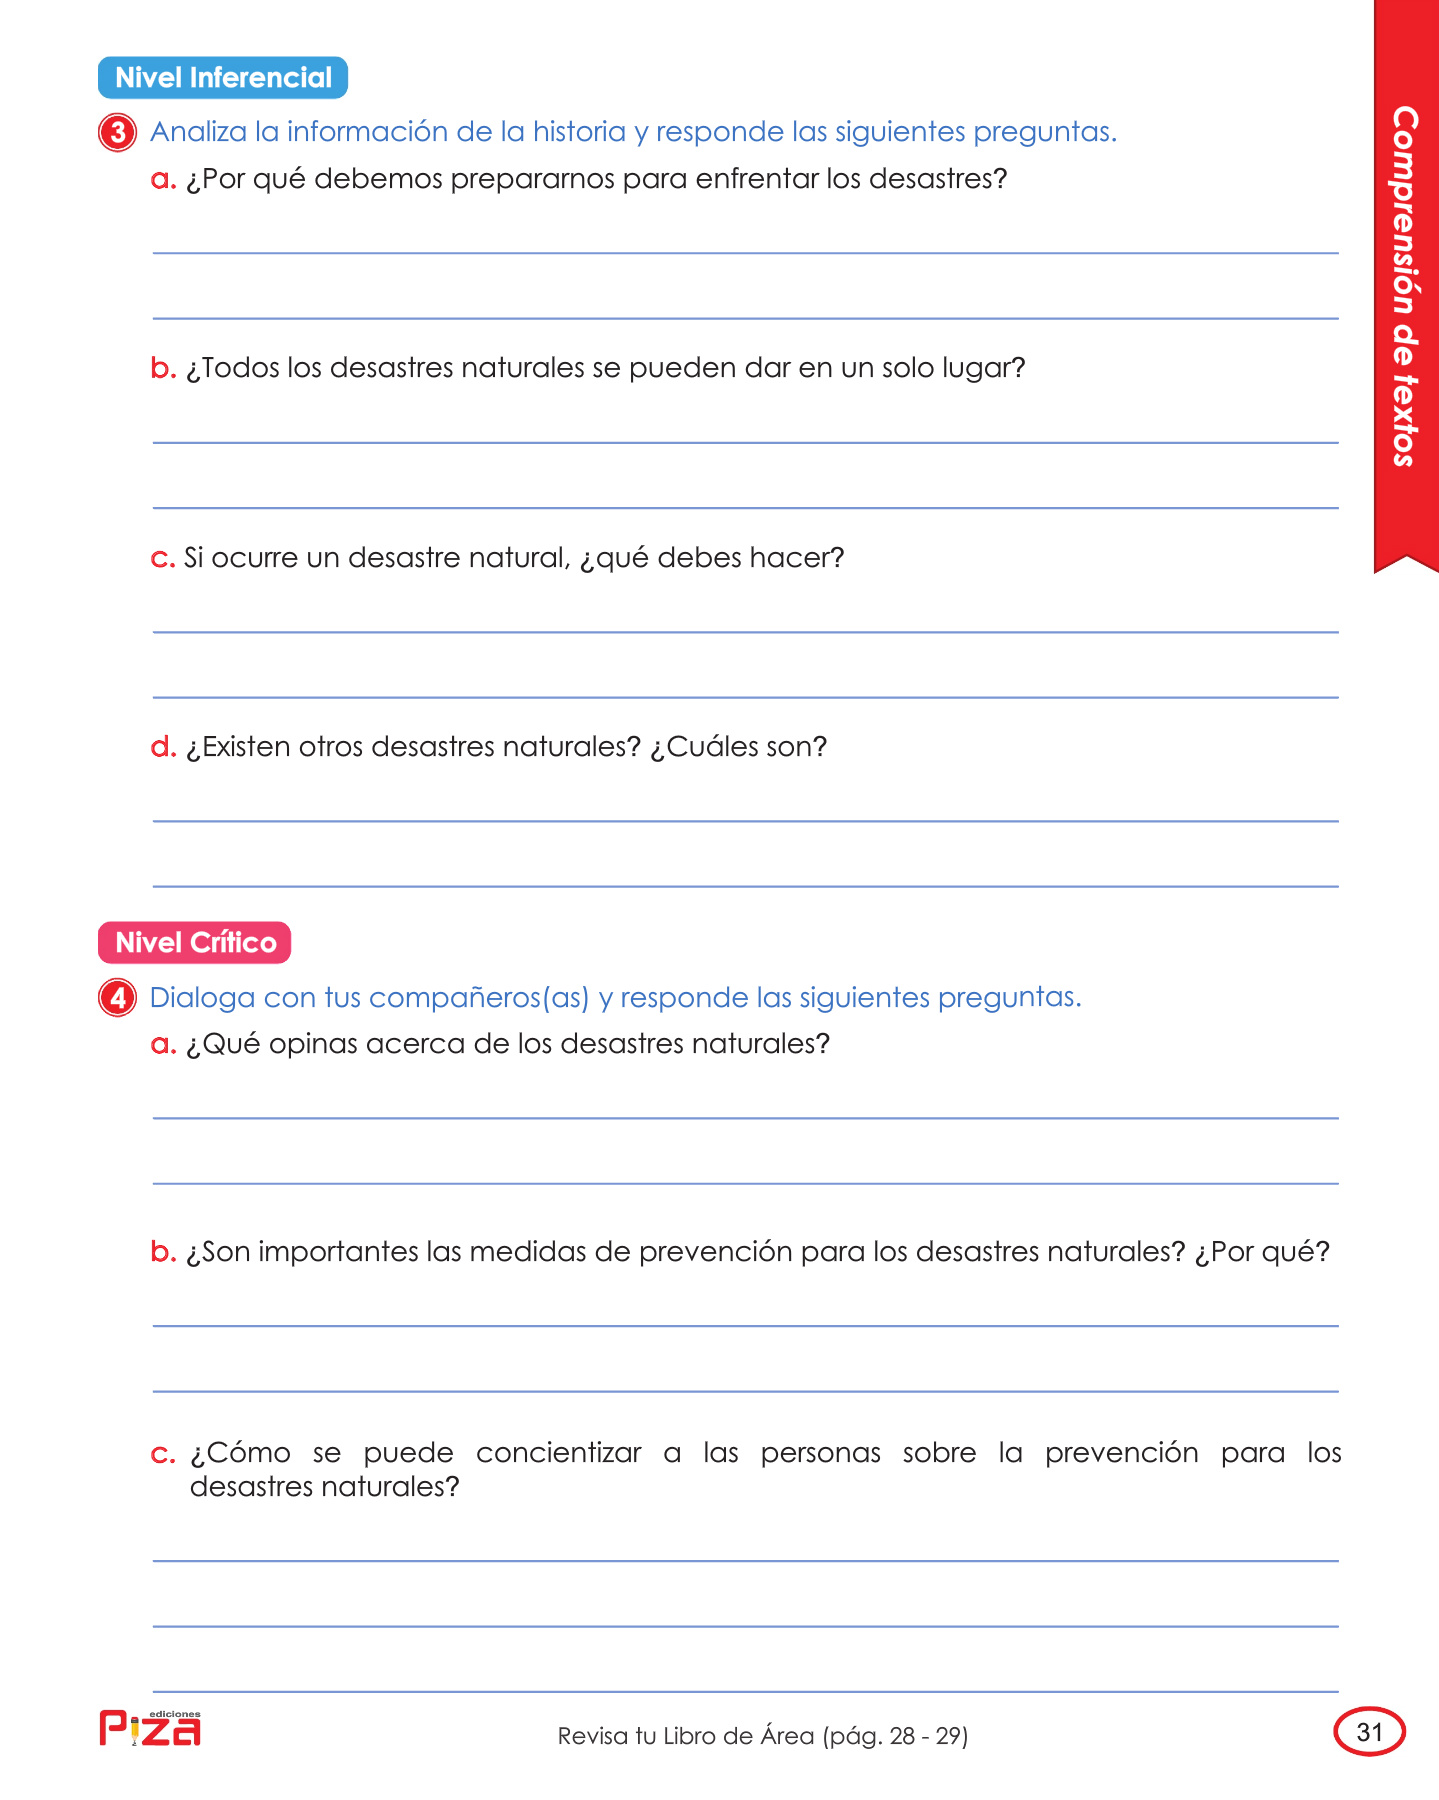 Nivel Inferencial
3 Analiza la información de la historia y responde las siguientes preguntas.
a. ¿Por qué debemos prepararnos para enfrentar los desastres?
b. ¿Todos los desastres naturales se pueden dar en un solo lugar?
c. Si ocurre un desastre natural, ¿qué debes hacer?
d. ¿Existen otros desastres naturales? ¿Cuáles son?
Nivel Crítico
4 Dialoga con tus compañeros(as) y responde las siguientes preguntas.
a. ¿Qué opinas acerca de los desastres naturales?
b. ¿Son importantes las medidas de prevención para los desastres naturales? ¿Por qué?
c. ¿Cómo se puede concientizar a las personas sobre la prevención para los
desastres naturales?
Comprensión de textos
ediciones
Piza
Revisa tu Libro de Área (pág. 28 - 29)
31